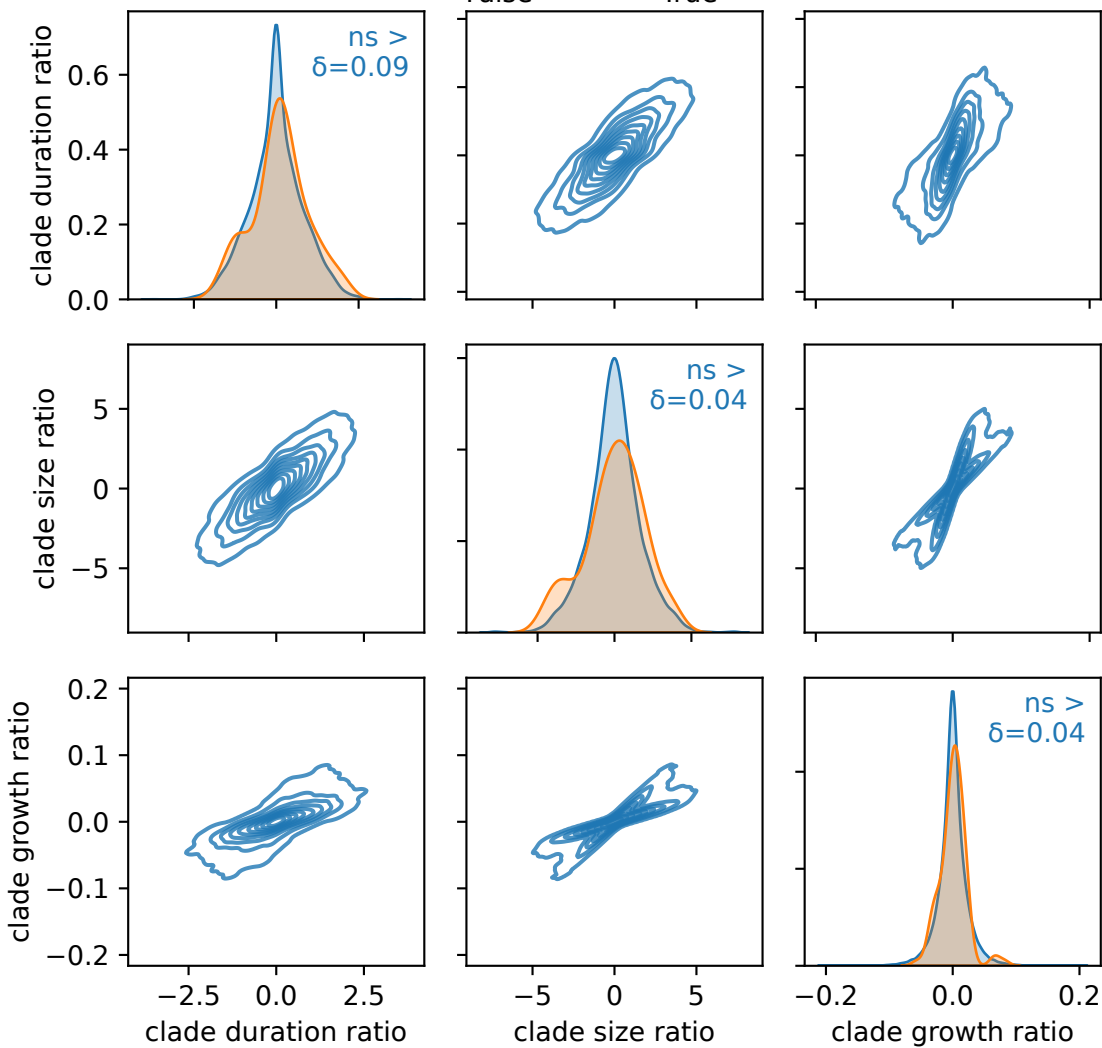 clade duration ratio
0.6
0.4
0.2
0.0
ns >
δ=0.09
clade size ratio
5
0
−5
ns >
δ=0.04
clade growth ratio
0.2
0.1
0.0
−0.1
−0.2
ns >
δ=0.04
−2.5 0.0 2.5
−5 0 5
−0.2 0.0 0.2
clade duration ratio
clade size ratio
clade growth ratio